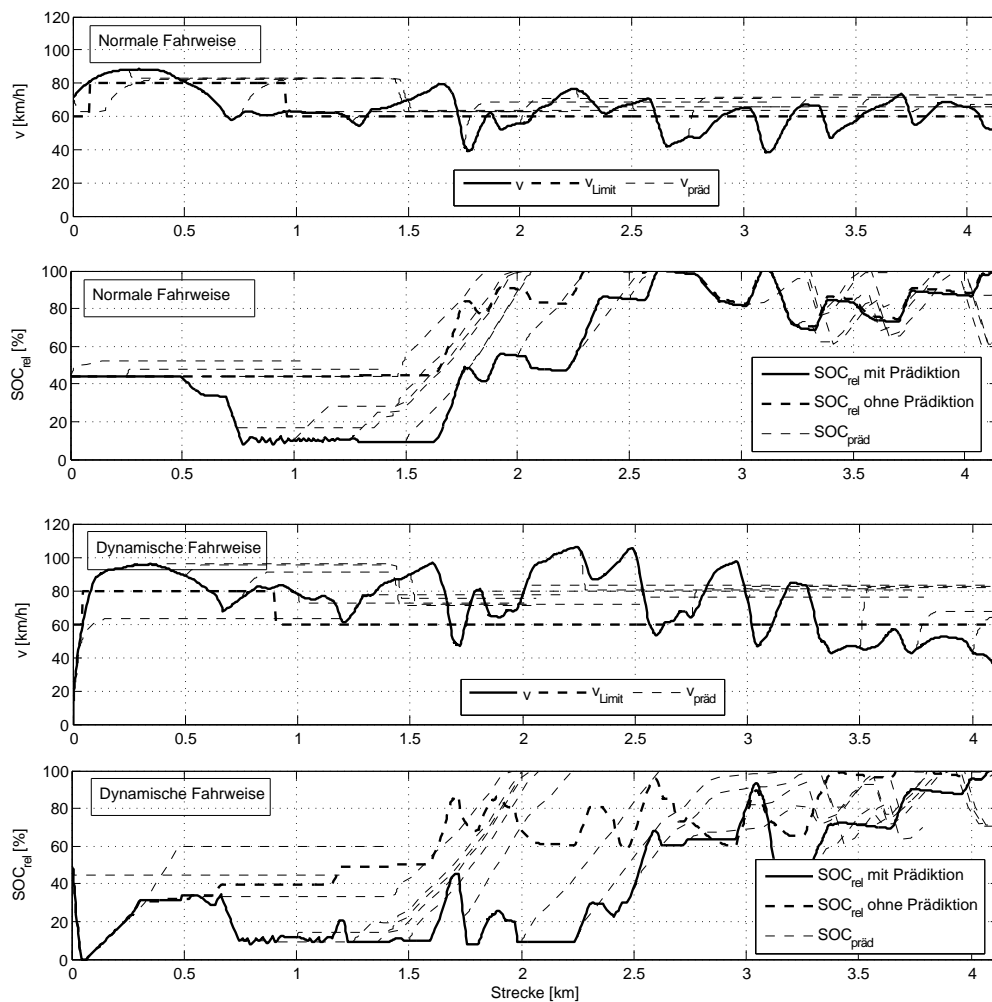 120
100
80
60
40
20
0
v [km/h]
Normale Fahrweise
v v_Limit v_präd
0 0.5 1 1.5 2 2.5 3 3.5 4
100
80
60
40
20
0
SOC_rel [%]
Normale Fahrweise
SOC_rel mit Prädiktion
SOC_rel ohne Prädiktion
SOC_präd
0 0.5 1 1.5 2 2.5 3 3.5 4
120
100
80
60
40
20
0
v [km/h]
Dynamische Fahrweise
v v_Limit v_präd
0 0.5 1 1.5 2 2.5 3 3.5 4
100
80
60
40
20
0
SOC_rel [%]
Dynamische Fahrweise
SOC_rel mit Prädiktion
SOC_rel ohne Prädiktion
SOC_präd
0 0.5 1 1.5 2 2.5 3 3.5 4
Strecke [km]